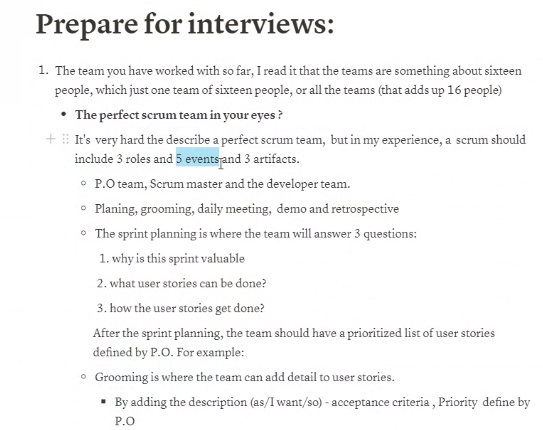 Prepare for interviews:
1. The team you have worked with so far, I read it that the teams are something about sixteen
people, which just one team of sixteen people, or all the teams (that adds up 16 people)
• The perfect scrum team in your eyes ?
It's very hard the describe a perfect scrum team, but in my experience, a scrum should
include 3 roles and 5 events and 3 artifacts.
◦ P.O team, Scrum master and the developer team.
◦ Planing, grooming, daily meeting, demo and retrospective
◦ The sprint planning is where the team will answer 3 questions:
1. why is this sprint valuable
2. what user stories can be done?
3. how the user stories get done?
After the sprint planning, the team should have a prioritized list of user stories
defined by P.O. For example:
◦ Grooming is where the team can add detail to user stories.
▪ By adding the description (as/I want/so) - acceptance criteria , Priority define by
P.O